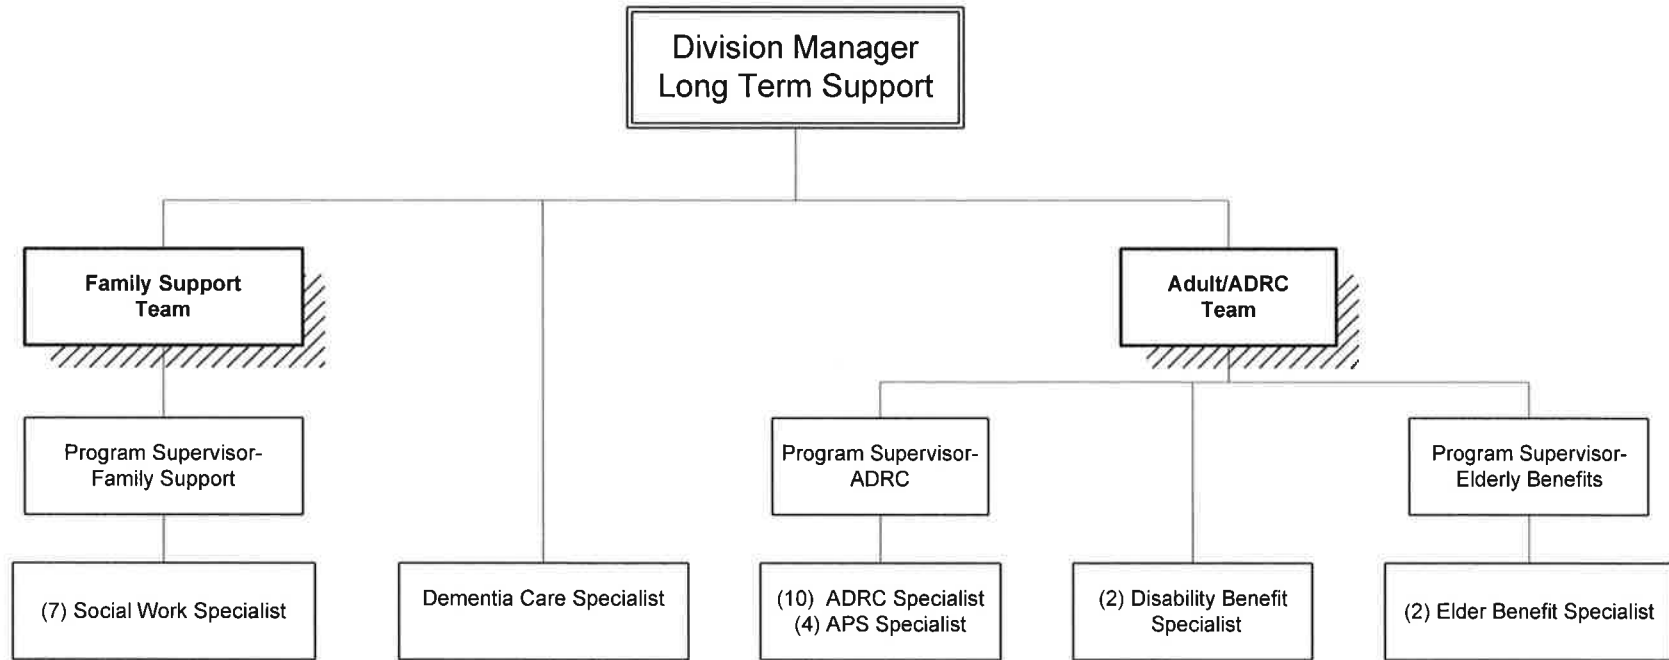 Division Manager
Long Term Support
Family Support
Team
Adult/ADRC
Team
Program Supervisor-
Family Support
Program Supervisor-
ADRC
Program Supervisor-
Elderly Benefits
(7) Social Work Specialist
Dementia Care Specialist
(10) ADRC Specialist
(4) APS Specialist
(2) Disability Benefit
Specialist
(2) Elder Benefit Specialist